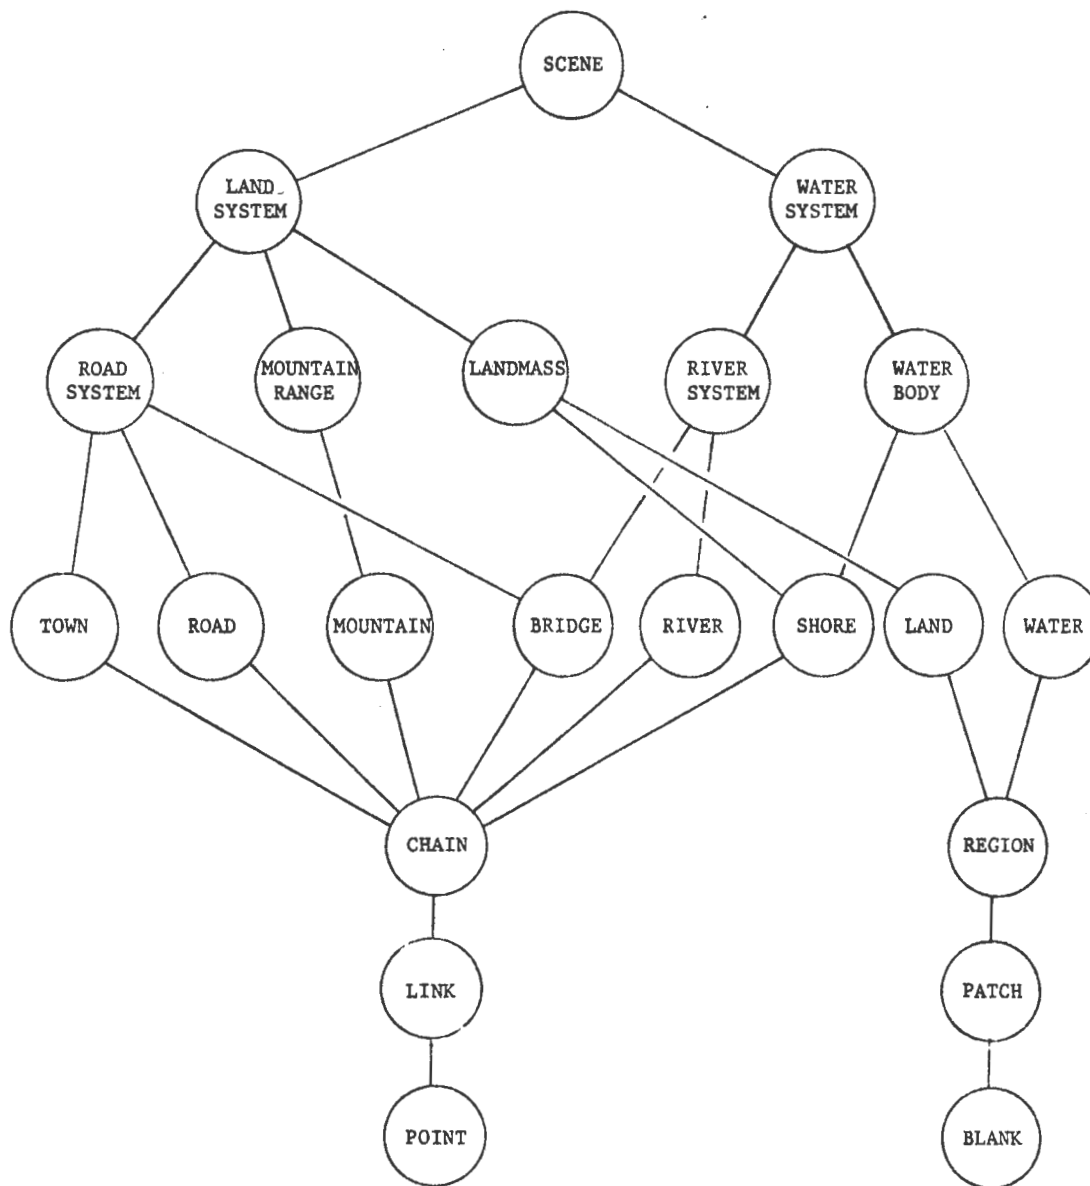 SCENE
LAND
SYSTEM
WATER
SYSTEM
ROAD
SYSTEM
MOUNTAIN
RANGE
LANDMASS
RIVER
SYSTEM
WATER
BODY
TOWN
ROAD
MOUNTAIN
BRIDGE
RIVER
SHORE
LAND
WATER
CHAIN
REGION
LINK
PATCH
POINT
BLANK